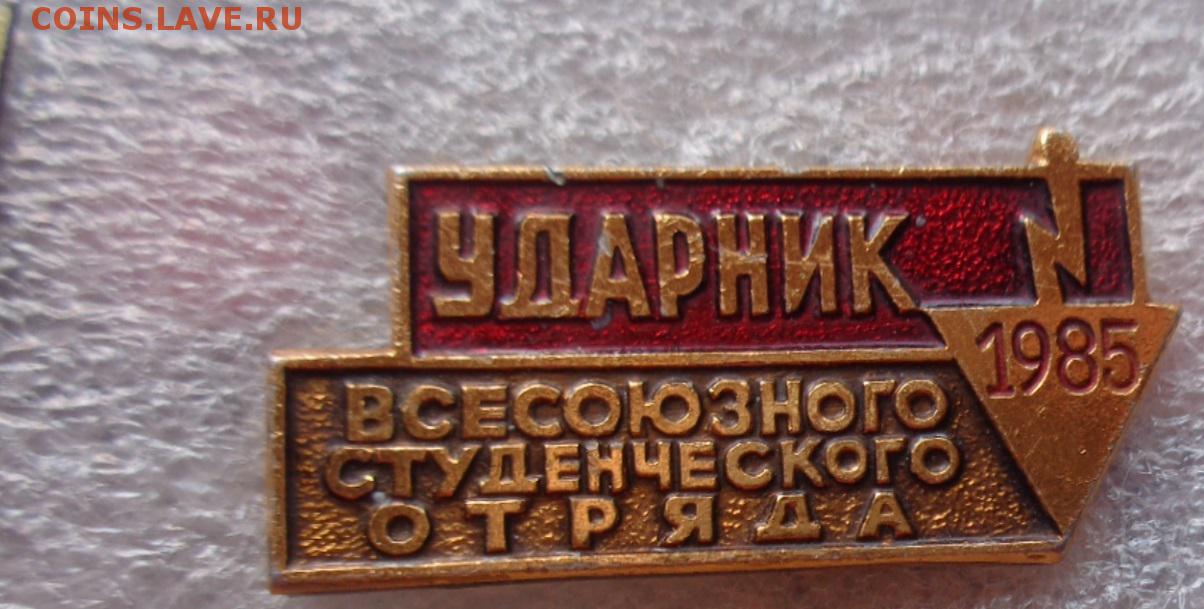 COINS.LAVE.RU
УДАРНИК
1985
ВСЕСОЮЗНОГО
СТУДЕНЧЕСКОГО
ОТРЯДА